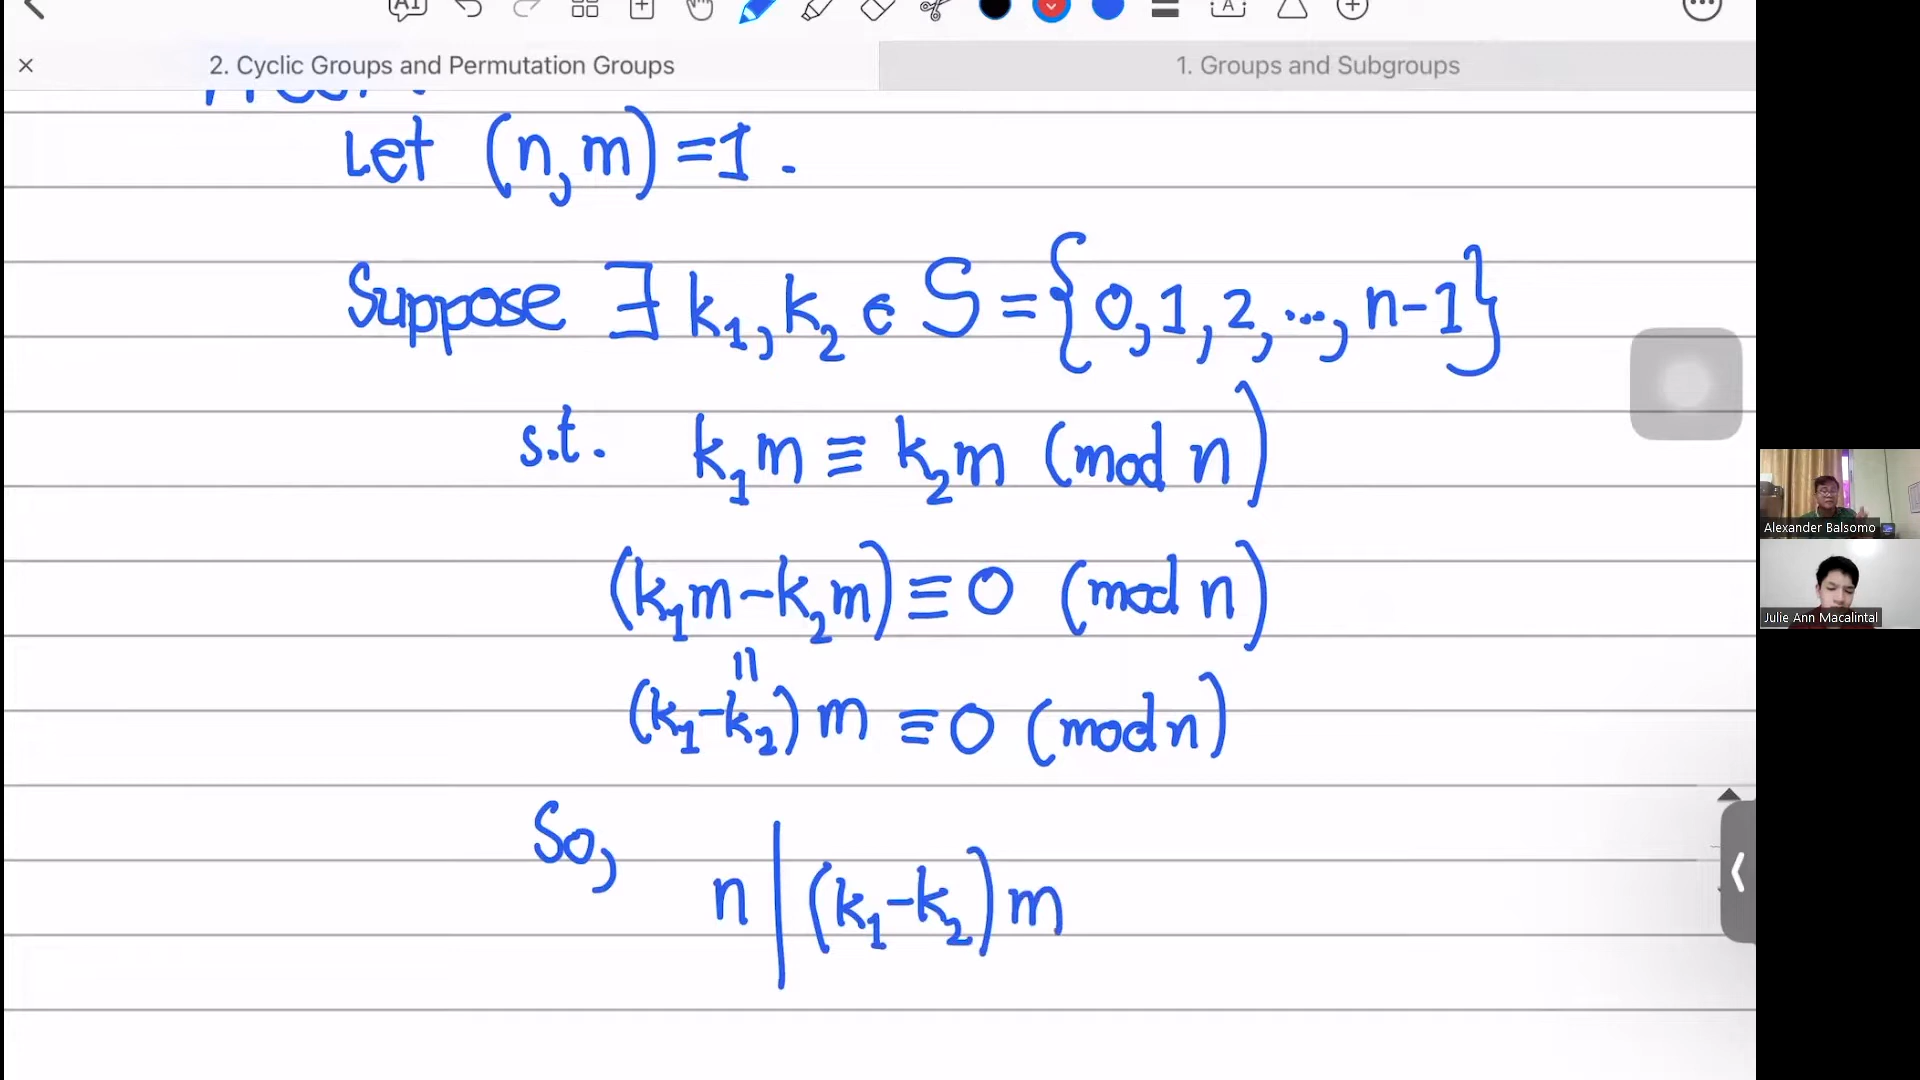 2. Cyclic Groups and Permutation Groups
1. Groups and Subgroups
Let (n,m)=1.
Suppose ∃ k₁, k₂ ∈ S = {0, 1, 2, ..., n-1}
s.t. k₁m ≡ k₂m (mod n)
(k₁m-k₂m) ≡ 0 (mod n)
॥
(k₁-k₂) m ≡ 0 (mod n)
So, n | (k₁-k₂) m
Alexander Balsomo
Julie Ann Macalintal